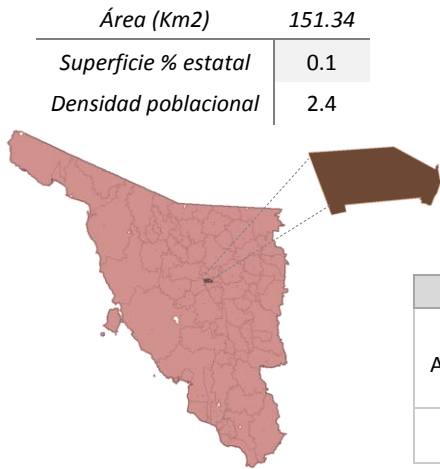 Área (Km2) 151.34
Superficie % estatal 0.1
Densidad poblacional 2.4
A